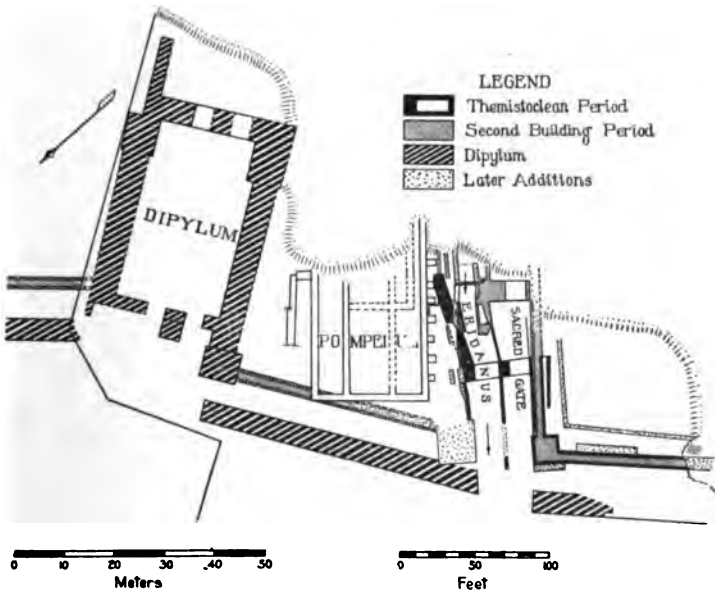 LEGEND
Themistoclean Period
Second Building Period
Dipylum
Later Additions
DIPYLUM
POMPEI
ERIDANUS
SACRED
GATE
0 10 20 30 40 50
Meters
0 50 100
Feet